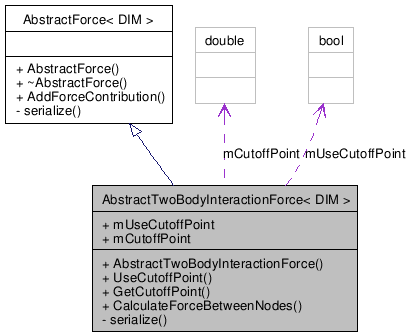 AbstractForce< DIM >
+ AbstractForce()
+ ~AbstractForce()
+ AddForceContribution()
- serialize()
double
bool
mCutoffPoint
mUseCutoffPoint
AbstractTwoBodyInteractionForce< DIM >
+ mUseCutoffPoint
+ mCutoffPoint
+ AbstractTwoBodyInteractionForce()
+ UseCutoffPoint()
+ GetCutoffPoint()
+ CalculateForceBetweenNodes()
- serialize()